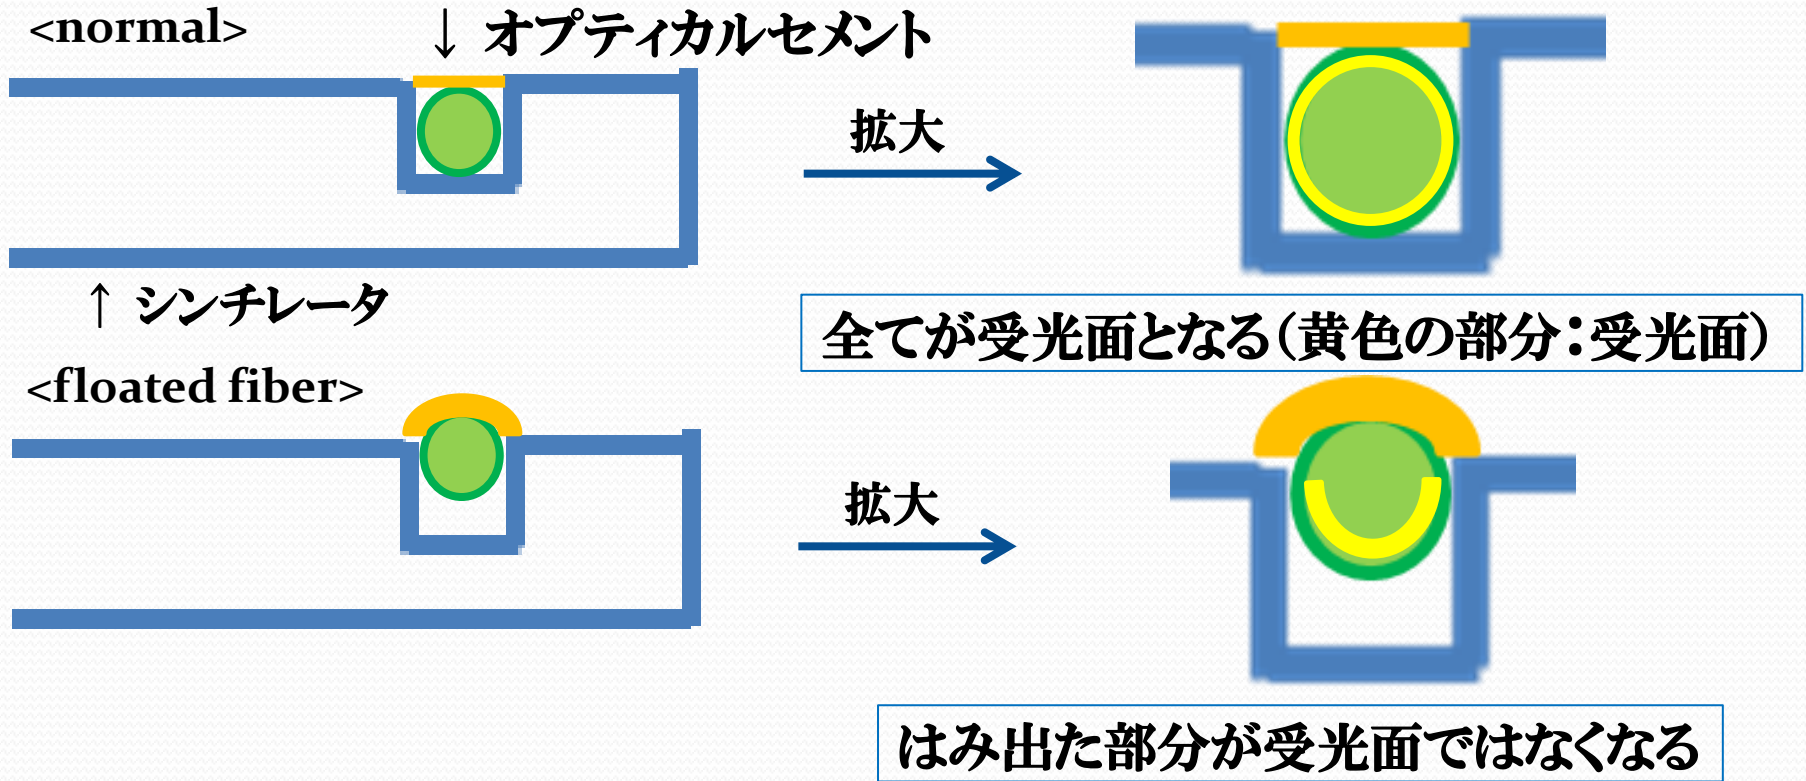 <normal>
↓ オプティカルセメント
拡大
↑ シンチレータ
全てが受光面となる(黄色の部分:受光面)
<floated fiber>
拡大
はみ出た部分が受光面ではなくなる